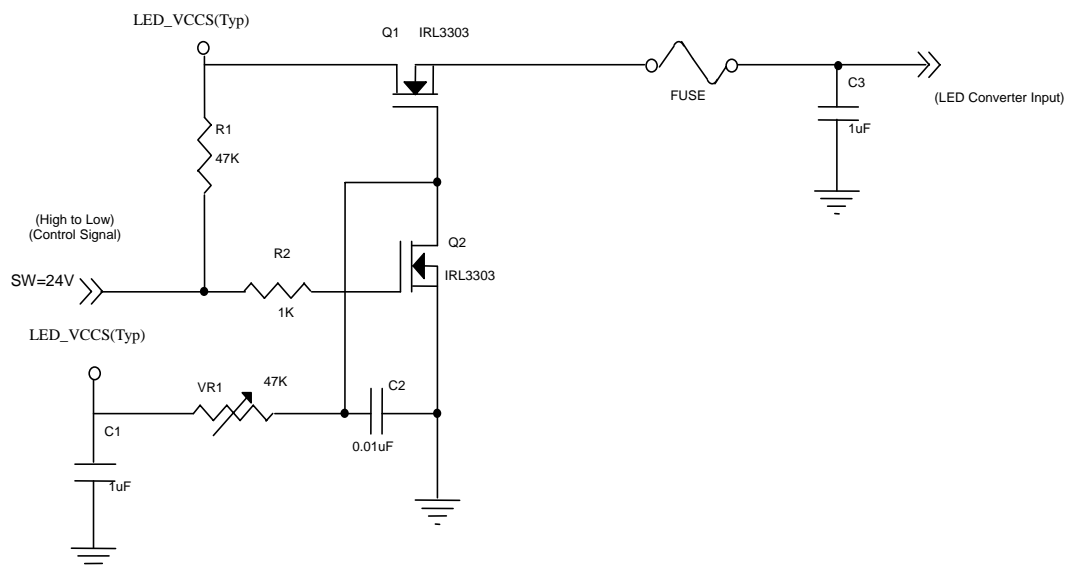 LED_VCCS(Typ)
Q1 IRL3303
FUSE
C3
(LED Converter Input)
1uF
R1
47K
(High to Low)
(Control Signal)
SW=24V
R2
1K
Q2
IRL3303
LED_VCCS(Typ)
VR1
47K
C2
0.01uF
C1
1uF